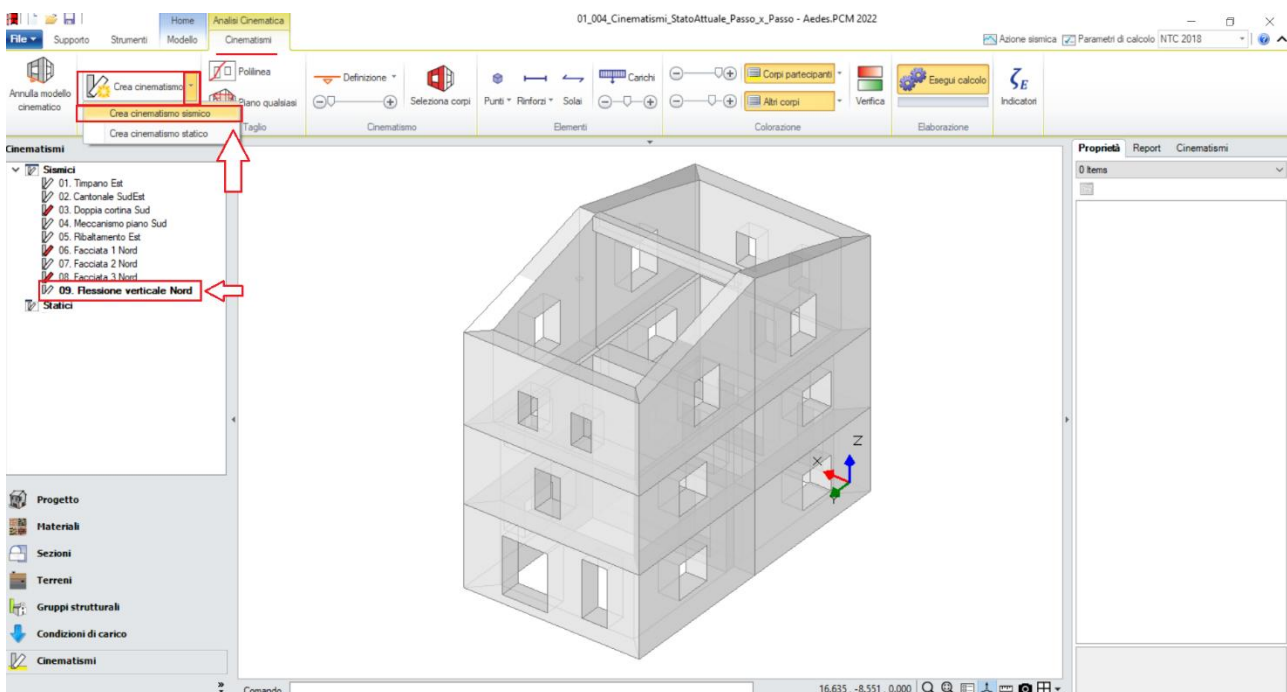 01_004_Cinematismi_StatoAttuale_Passo_x_Passo - Aedes.PCM 2022
Home
Analisi Cinematica
File
Supporto
Strumenti
Modello
Cinematismi
Azione sismica
Parametri di calcolo
NTC 2018
Annulla modello
cinematico
Crea cinematismo
Crea cinematismo sismico
Crea cinematismo statico
Polilinea
Piano qualsiasi
Taglio
Definizione
Seleziona corpi
Cinematismo
Punti
Rinforzi
Solai
Carichi
Elementi
Corpi partecipanti
Altri corpi
Verifica
Colorazione
Esegui calcolo
Elaborazione
ζE
Indicatori
Cinematismi
Sismici
01. Timpano Est
02. Cantonale SudEst
03. Doppia cortina Sud
04. Meccanismo piano Sud
05. Ribaltamento Est
06. Facciata 1 Nord
07. Facciata 2 Nord
08. Facciata 3 Nord
09. Flessione verticale Nord
Statici
Progetto
Materiali
Sezioni
Terreni
Gruppi strutturali
Condizioni di carico
Cinematismi
Z
X
Y
Proprietà
Report
Cinematismi
0 Items
Comando
16.635, -8.551, 0.000